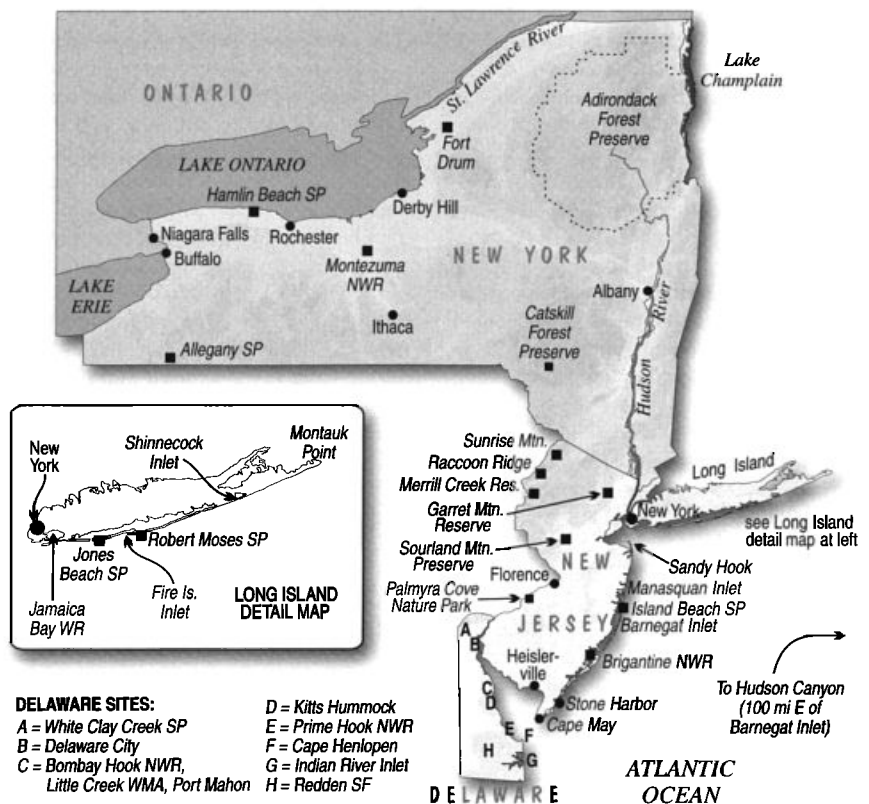 ONTARIO
St. Lawrence River
Lake
Champlain
Adirondack
Forest
Preserve
Fort
Drum
LAKE ONTARIO
Hamlin Beach SP
Derby Hill
Niagara Falls
Rochester
Buffalo
Montezuma
NWR
NEW YORK
LAKE
ERIE
Albany
Hudson River
Ithaca
Catskill
Forest
Preserve
Allegany SP
New
York
Shinnecock
Inlet
Montauk
Point
Robert Moses SP
Jones
Beach SP
Jamaica
Bay WR
Fire Is.
Inlet
LONG ISLAND
DETAIL MAP
Sunrise Mtn.
Raccoon Ridge
Merrill Creek Res.
Garret Mtn.
Reserve
Long Island
New York
see Long Island
detail map at left
Sourland Mtn.
Preserve
NEW
JERSEY
Sandy Hook
Florence
Manasquan Inlet
Palmyra Cove
Nature Park
Island Beach SP
Barnegat Inlet
A
B
Heisler-
ville
Brigantine NWR
C
D
Stone Harbor
Cape May
E
F
G
H
To Hudson Canyon
(100 mi E of
Barnegat Inlet)
DELAWARE
ATLANTIC
OCEAN
DELAWARE SITES:
A = White Clay Creek SP
B = Delaware City
C = Bombay Hook NWR,
Little Creek WMA, Port Mahon
D = Kitts Hummock
E = Prime Hook NWR
F = Cape Henlopen
G = Indian River Inlet
H = Redden SF